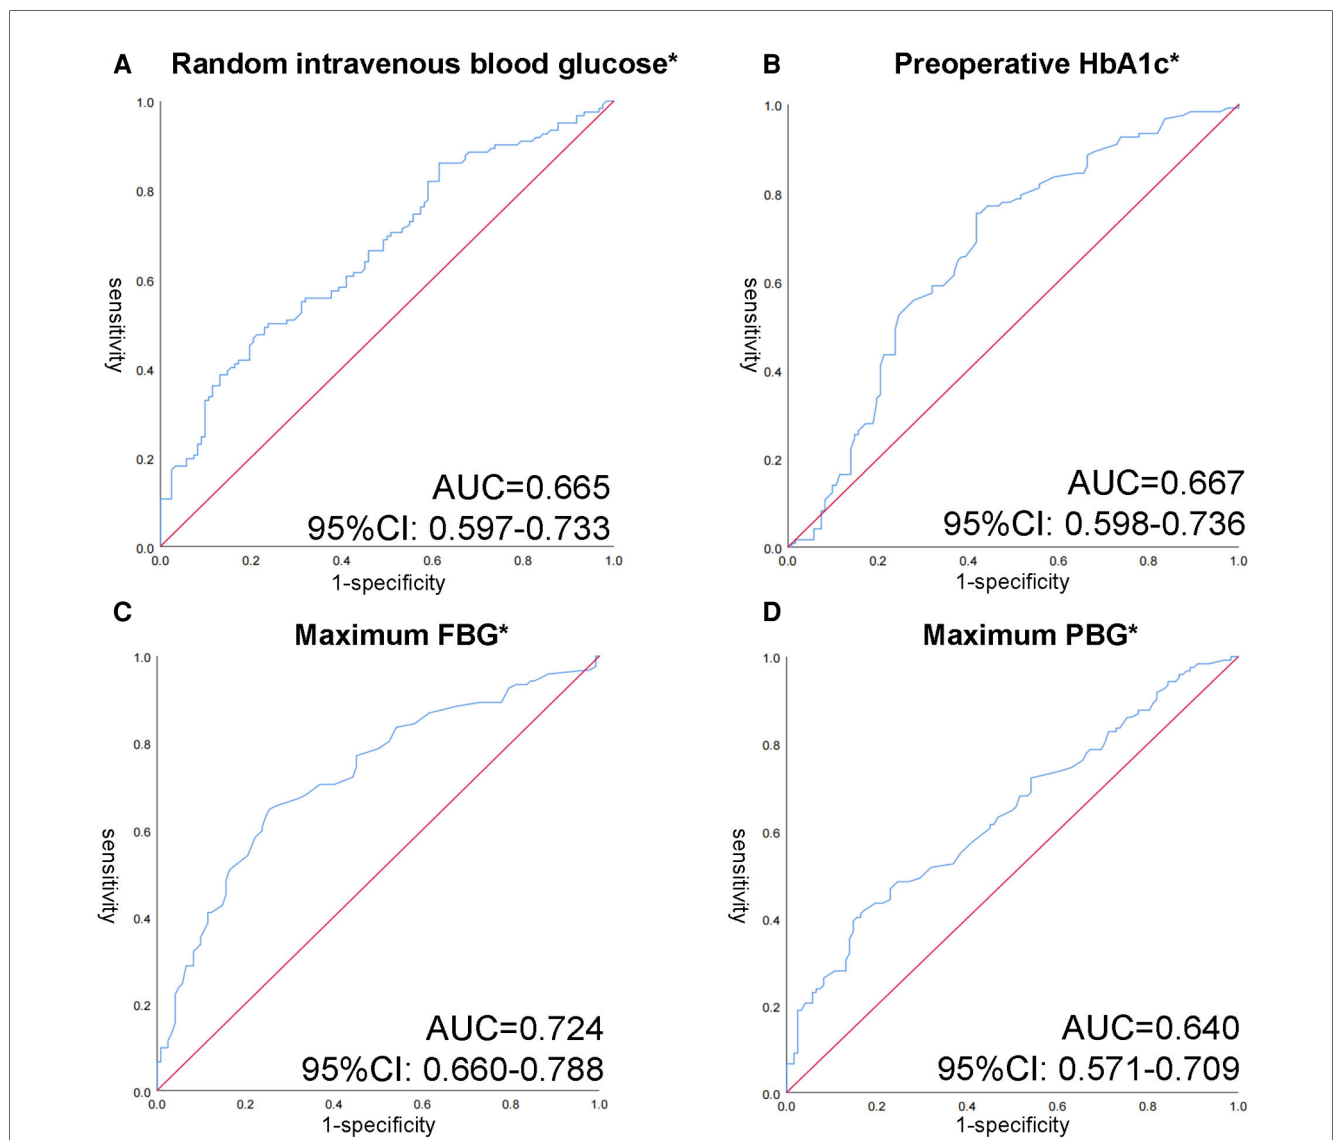 A
Random intravenous blood glucose*
1.0
0.8
0.6
0.4
0.2
0.0
sensitivity
AUC=0.665
95%CI: 0.597-0.733
0.0 0.2 0.4 0.6 0.8 1.0
1-specificity
B
Preoperative HbA1c*
1.0
0.8
0.6
0.4
0.2
0.0
sensitivity
AUC=0.667
95%CI: 0.598-0.736
0.0 0.2 0.4 0.6 0.8 1.0
1-specificity
C
Maximum FBG*
1.0
0.8
0.6
0.4
0.2
0.0
sensitivity
AUC=0.724
95%CI: 0.660-0.788
0.0 0.2 0.4 0.6 0.8 1.0
1-specificity
D
Maximum PBG*
1.0
0.8
0.6
0.4
0.2
0.0
sensitivity
AUC=0.640
95%CI: 0.571-0.709
0.0 0.2 0.4 0.6 0.8 1.0
1-specificity